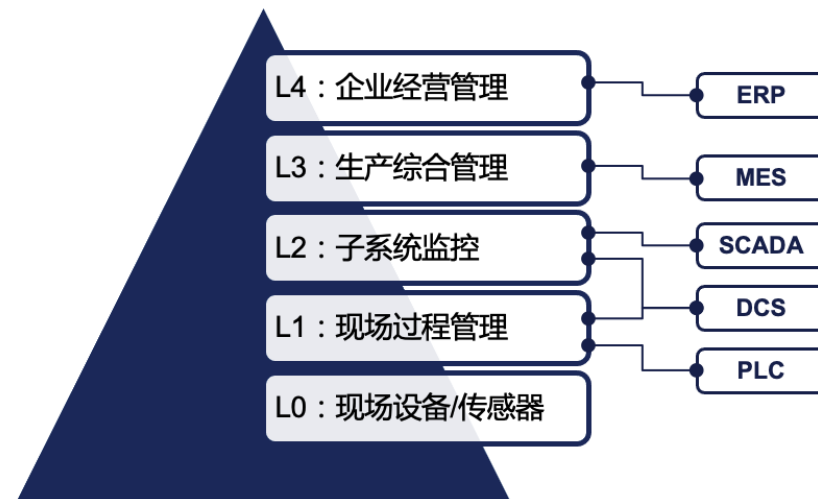 L4：企业经营管理
ERP
L3：生产综合管理
MES
L2：子系统监控
SCADA
DCS
L1：现场过程管理
PLC
L0：现场设备/传感器